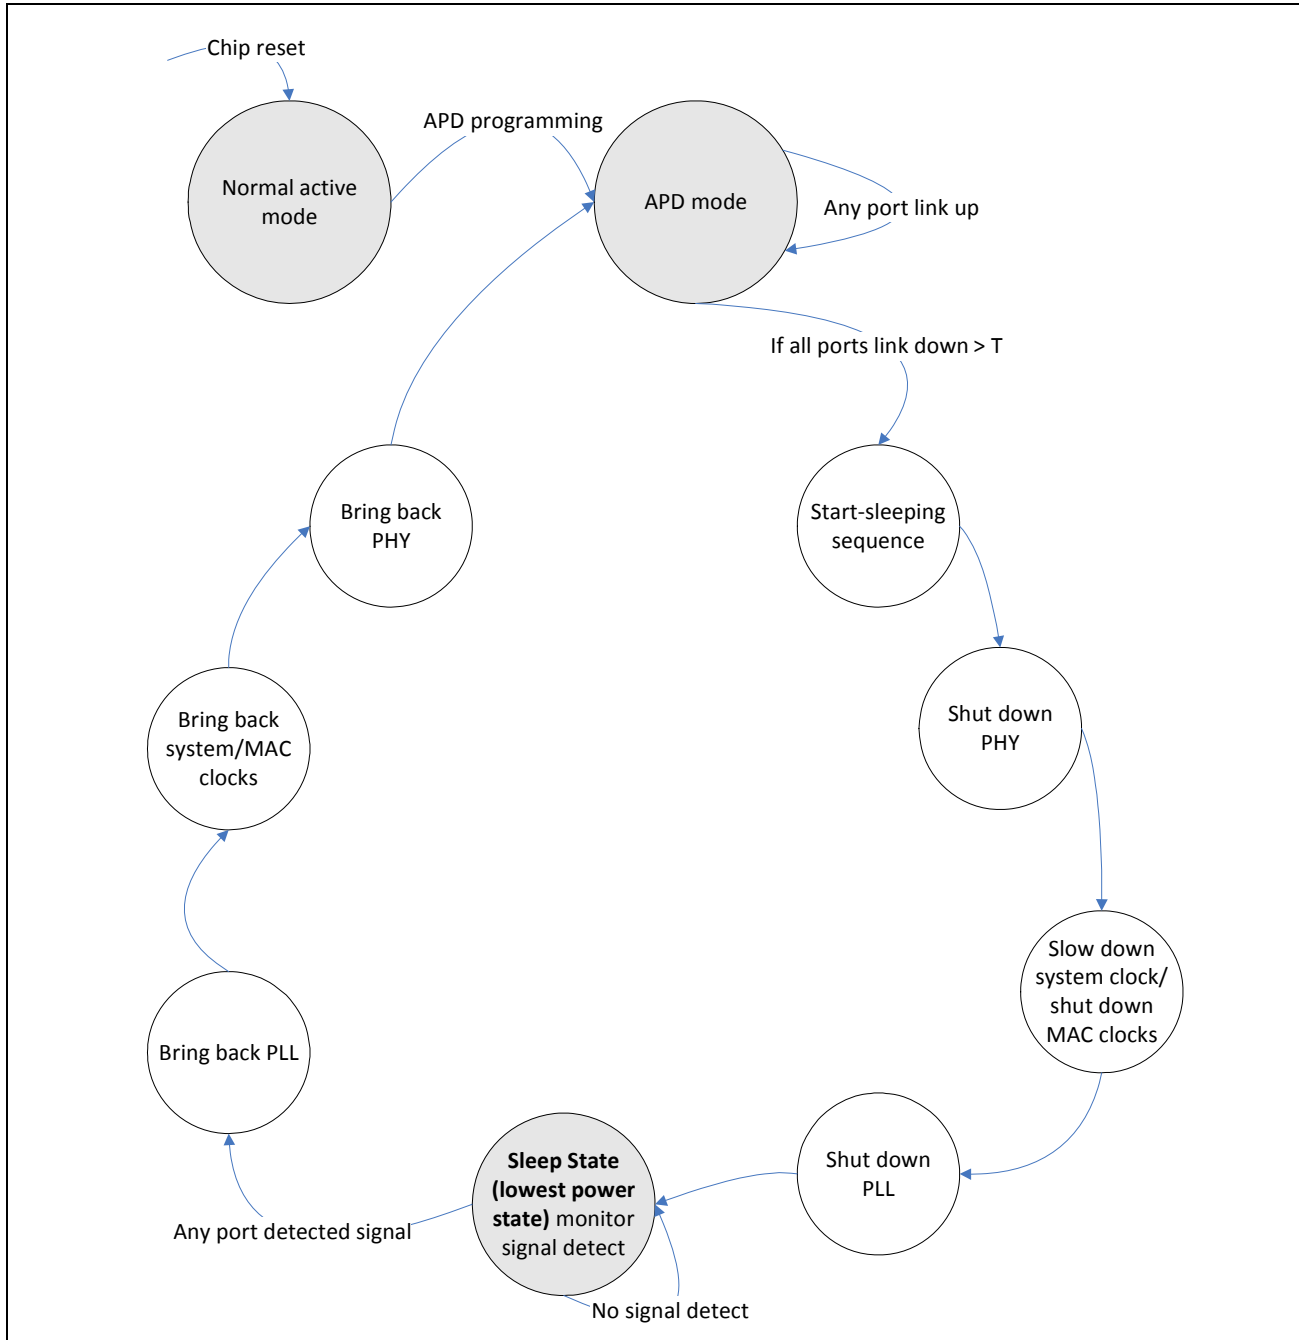 Chip reset
APD programming
Normal active
mode
APD mode
Any port link up
If all ports link down > T
Bring back
PHY
Start-sleeping
sequence
Bring back
system/MAC
clocks
Shut down
PHY
Slow down
system clock/
shut down
MAC clocks
Bring back PLL
Sleep State
(lowest power
state) monitor
signal detect
Shut down
PLL
Any port detected signal
No signal detect